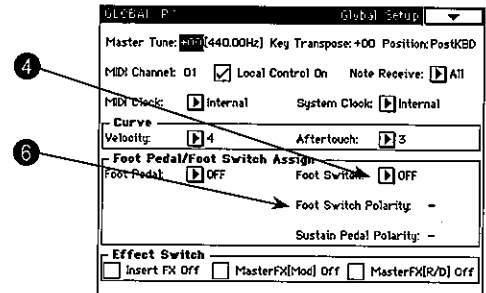 GLOBAL P1 Global Setup
Master Tune: +00 [440.00Hz] Key Transpose: +00 Position: PostKBD
4
MIDI Channel: 01 Local Control On Note Receive: All
MIDI Clock: Internal System Clock: Internal
Curve
Velocity: 4 Aftertouch: 3
6
Foot Pedal/Foot Switch Assign
Foot Pedal: OFF Foot Switch: OFF
Foot Switch Polarity: -
Sustain Pedal Polarity: -
Effect Switch
Insert FX Off MasterFX[Mod] Off MasterFX[R/D] Off